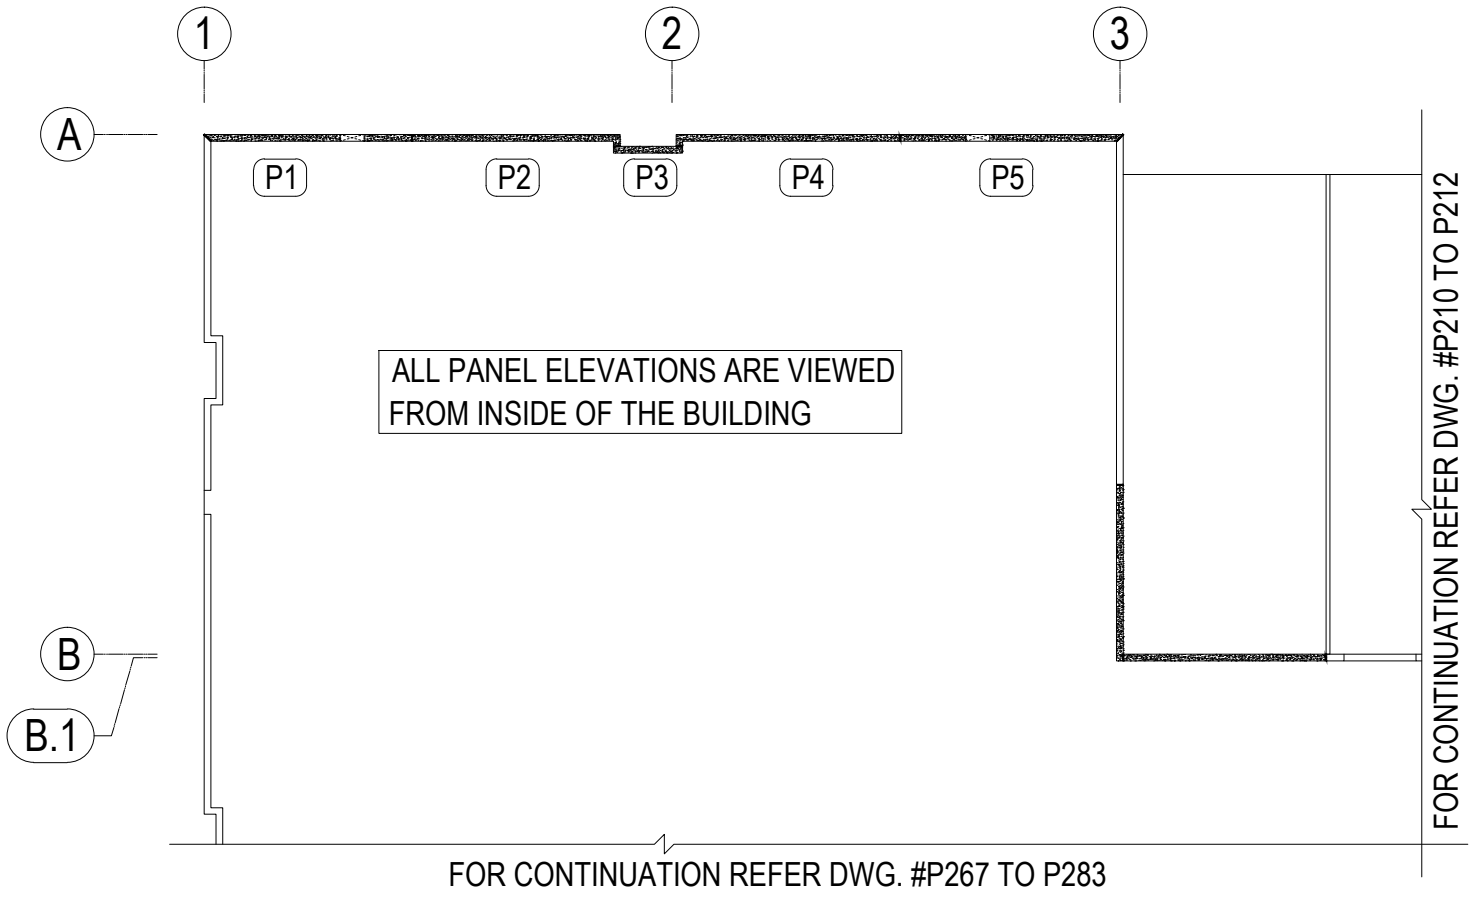 1
2
3
A
P1
P2
P3
P4
P5
ALL PANEL ELEVATIONS ARE VIEWED
FROM INSIDE OF THE BUILDING
B
B.1
FOR CONTINUATION REFER DWG. #P210 TO P212
FOR CONTINUATION REFER DWG. #P267 TO P283